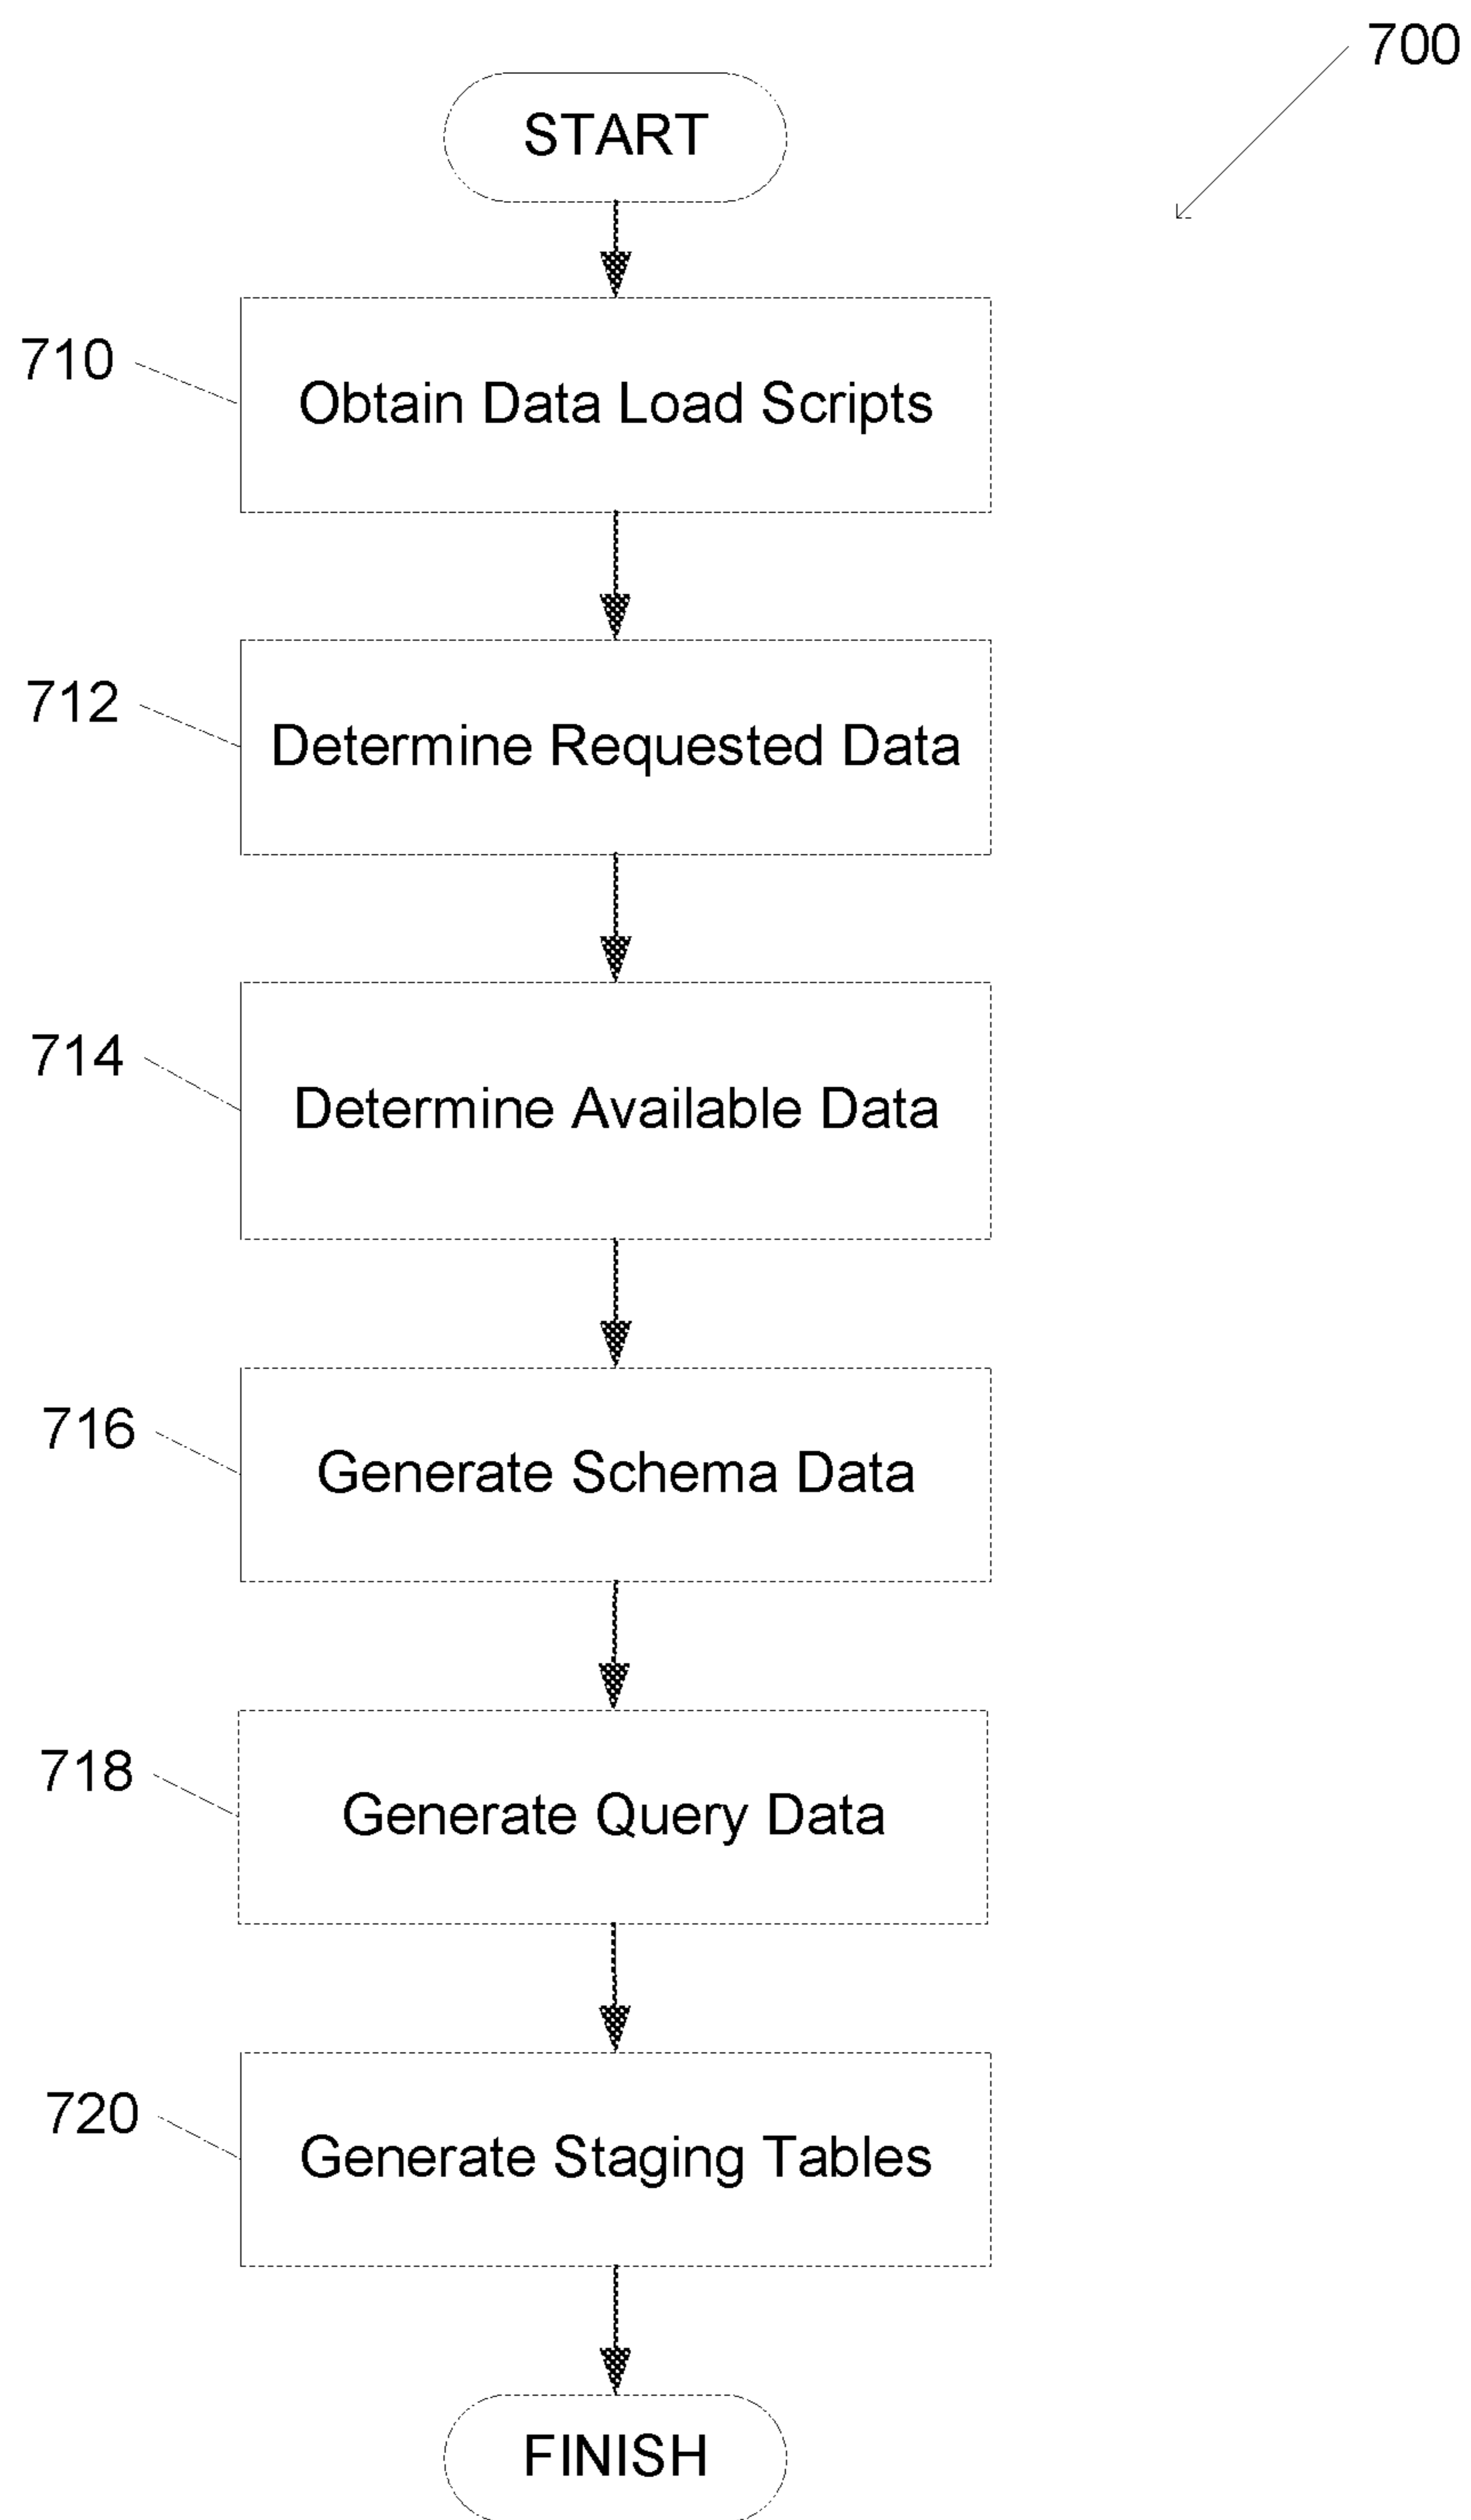 700
START
710
Obtain Data Load Scripts
712
Determine Requested Data
714
Determine Available Data
716
Generate Schema Data
718
Generate Query Data
720
Generate Staging Tables
FINISH